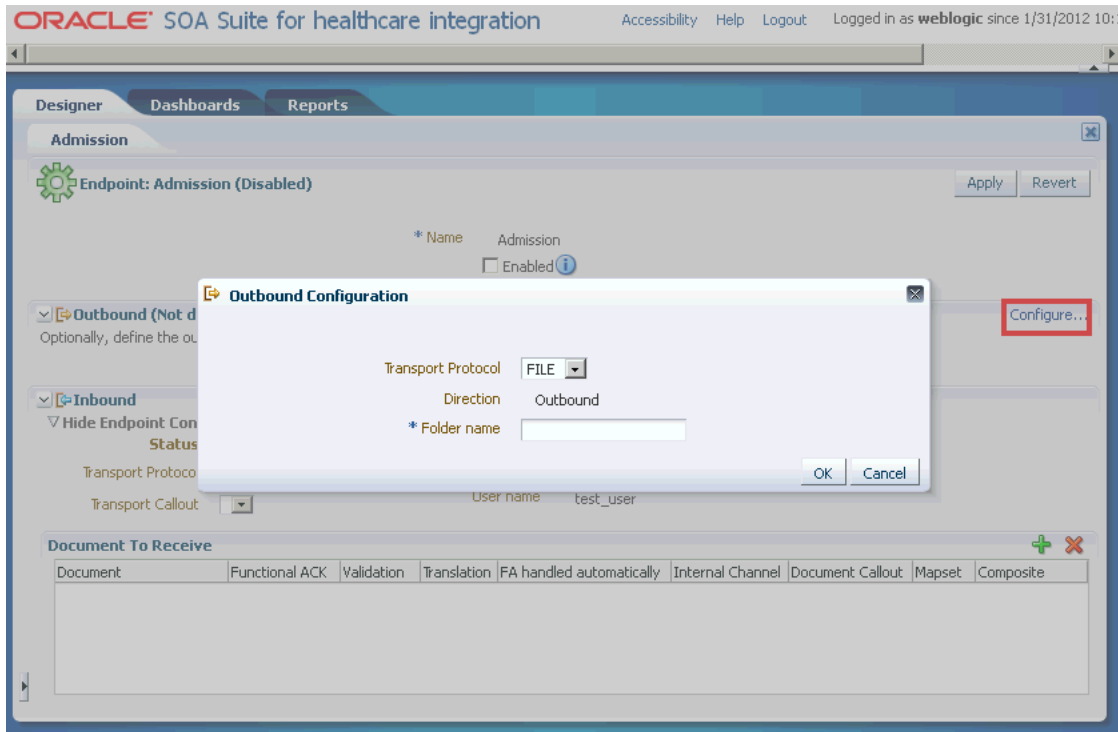 ORACLE® SOA Suite for healthcare integration Accessibility Help Logout Logged in as weblogic since 1/31/2012 10:
Designer Dashboards Reports
Admission
Endpoint: Admission (Disabled) Apply Revert
* Name Admission
Enabled
Outbound Configuration
Outbound (Not d Configure...
Optionally, define the ou
Transport Protocol FILE
Direction Outbound
* Folder name
Inbound
Hide Endpoint Con
Status
Transport Protoco
OK Cancel
Transport Callout User name test_user
Document To Receive
Document Functional ACK Validation Translation FA handled automatically Internal Channel Document Callout Mapset Composite